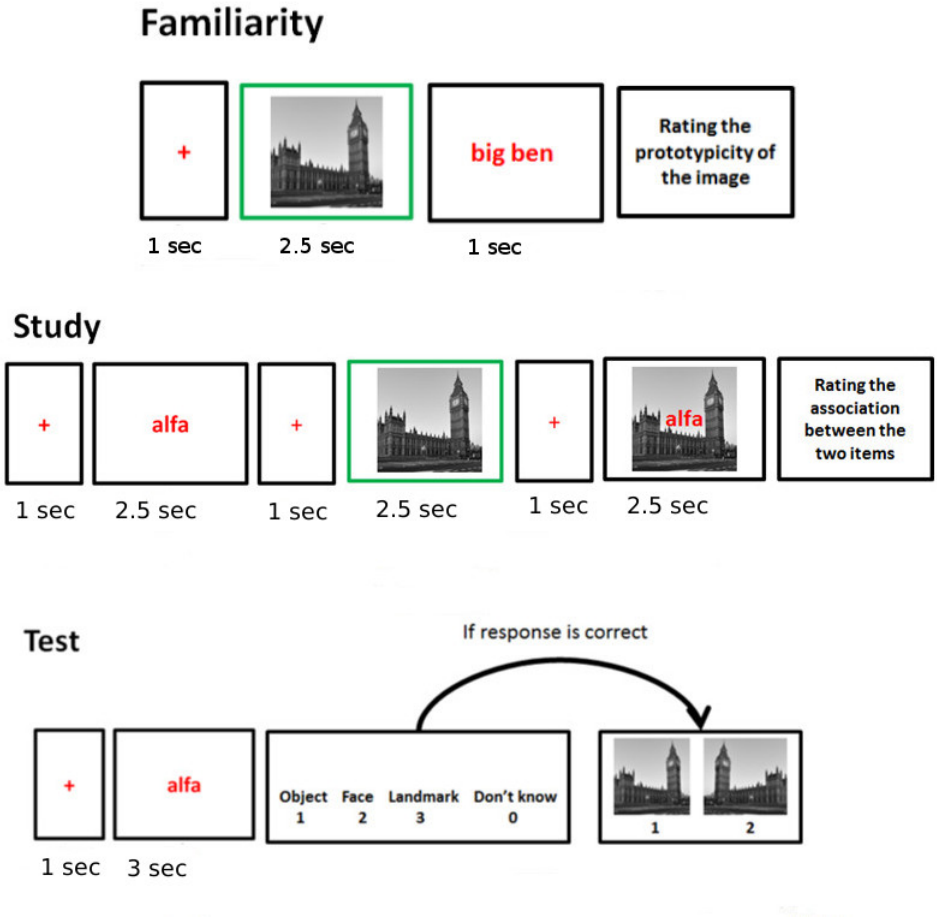 Familiarity
+
big ben
Rating the
prototypicity of
the image
1 sec
2.5 sec
1 sec
Study
+
alfa
+
+
alfa
Rating the
association
between the
two items
1 sec
2.5 sec
1 sec
2.5 sec
1 sec
2.5 sec
Test
If response is correct
+
alfa
Object Face Landmark Don't know
1 2 3 0
1 2
1 sec 3 sec